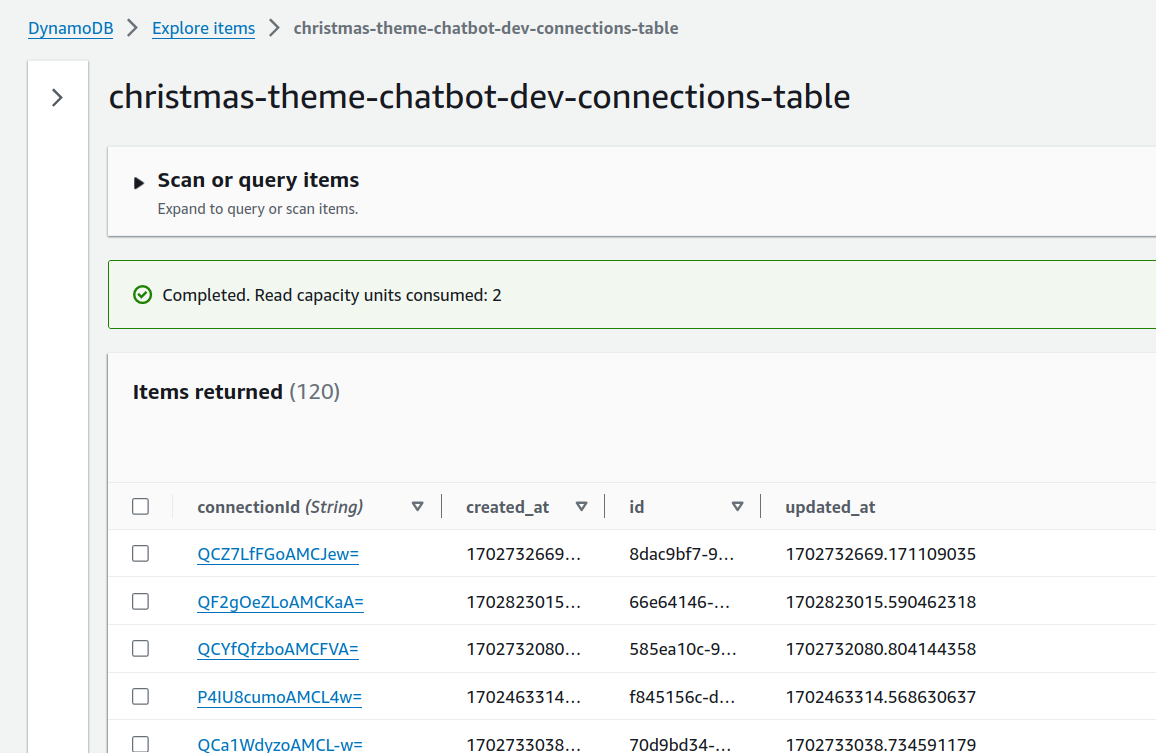 DynamoDB > Explore items > christmas-theme-chatbot-dev-connections-table
christmas-theme-chatbot-dev-connections-table
Scan or query items
Expand to query or scan items.
Completed. Read capacity units consumed: 2
Items returned (120)
connectionId (String) created_at id updated_at
QCZ7LfFGoAMCJew= 1702732669... 8dac9bf7-9... 1702732669.171109035
QF2gOeZLoAMCKaA= 1702823015... 66e64146-... 1702823015.590462318
QCYfQfzboAMCFVA= 1702732080... 585ea10c-9... 1702732080.804144358
P4IU8cumoAMCL4w= 1702463314... f845156c-d... 1702463314.568630637
QCa1WdyzoAMCL-w= 1702733038... 70d9bd34-... 1702733038.734591179